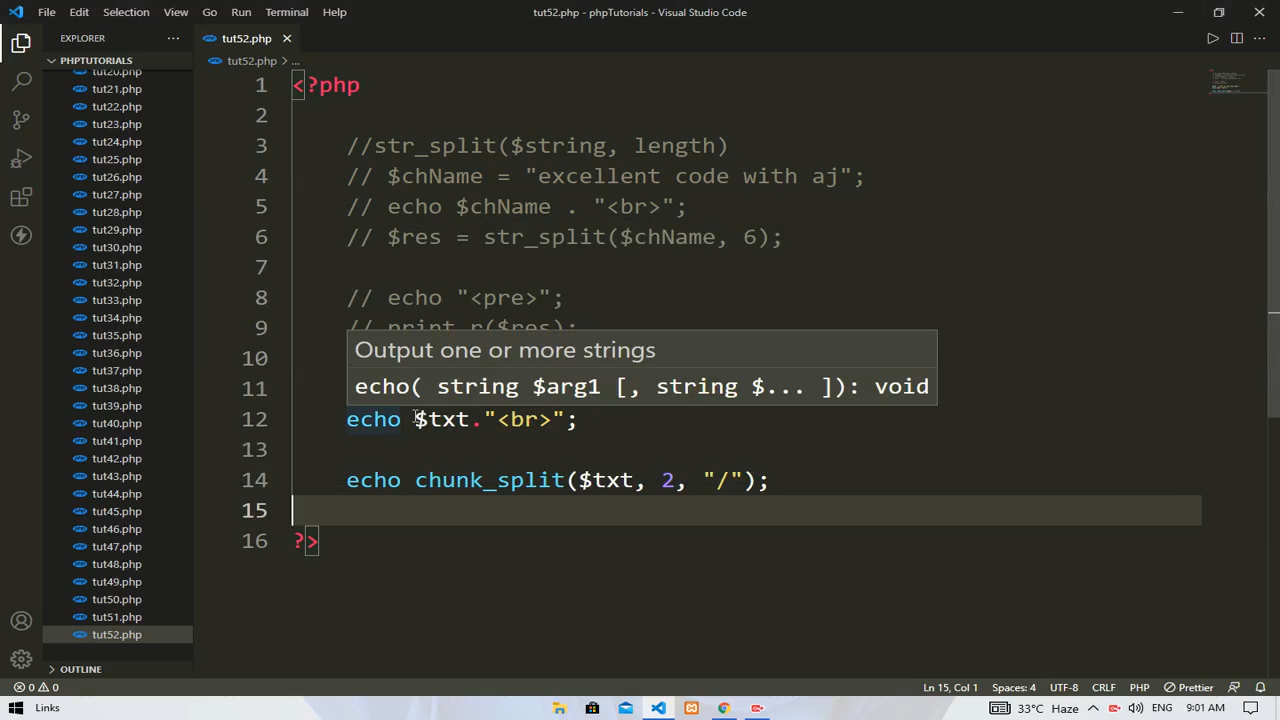 File Edit Selection View Go Run Terminal Help
tut52.php - phpTutorials - Visual Studio Code
EXPLORER
PHPTUTORIALS
tut20.php
tut21.php
tut22.php
tut23.php
tut24.php
tut25.php
tut26.php
tut27.php
tut28.php
tut29.php
tut30.php
tut31.php
tut32.php
tut33.php
tut34.php
tut35.php
tut36.php
tut37.php
tut38.php
tut39.php
tut40.php
tut41.php
tut42.php
tut43.php
tut44.php
tut45.php
tut46.php
tut47.php
tut48.php
tut49.php
tut50.php
tut51.php
tut52.php
OUTLINE
tut52.php
tut52.php > ...
1 <?php
2
3 //str_split($string, length)
4 // $chName = "excellent code with aj";
5 // echo $chName . "<br>";
6 // $res = str_split($chName, 6);
7
8 // echo "<pre>";
9 // print_r($res);
10
Output one or more strings
11
echo( string $arg1 [, string $... ]): void
12 echo $txt."<br>";
13
14 echo chunk_split($txt, 2, "/");
15
16 ?>
0 0
Ln 15, Col 1 Spaces: 4 UTF-8 CRLF PHP Prettier
Links
33°C Haze ENG 9:01 AM